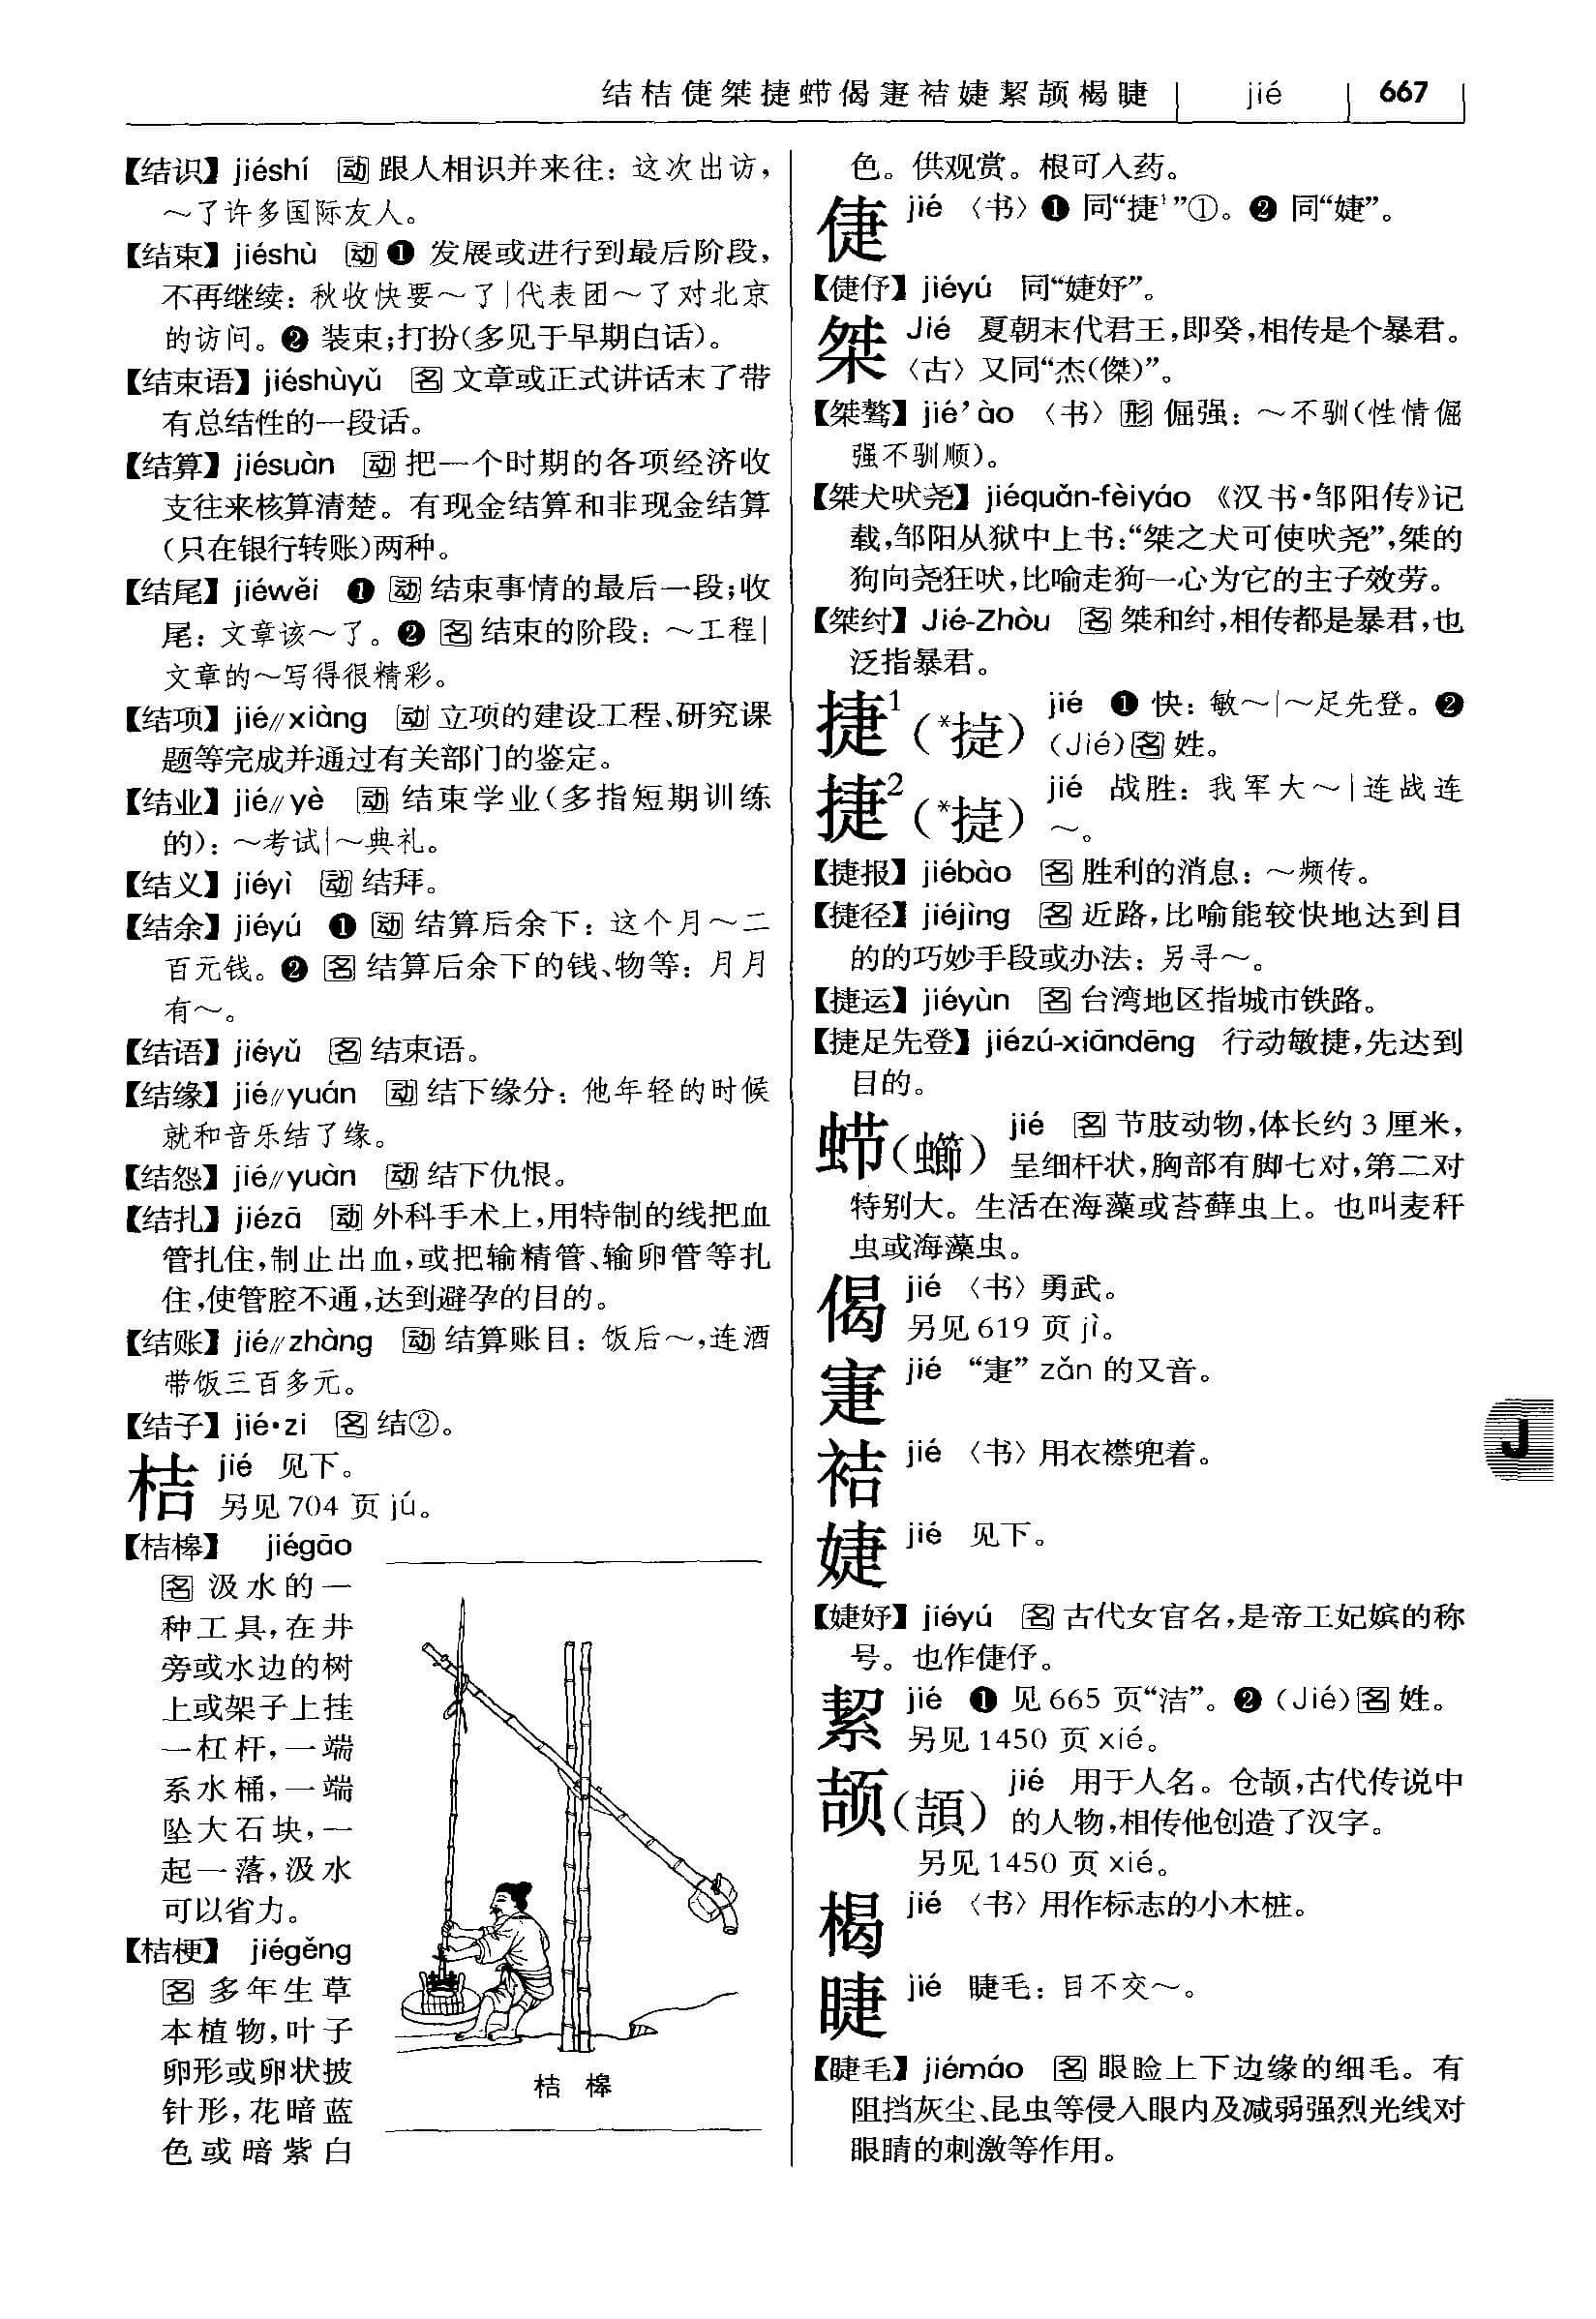 结桔倢桀捷蝍偈寁袺婕絜颉楬睫 jié 667
【结识】jiéshí 动 跟人相识并来往：这次出访，
～了许多国际友人。
【结束】jiéshù 动 ❶ 发展或进行到最后阶段，
不再继续：秋收快要～了|代表团～了对北京
的访问。❷ 装束；打扮（多见于早期白话）。
【结束语】jiéshùyǔ 名 文章或正式讲话末了带
有总结性的一段话。
【结算】jiésuàn 动 把一个时期的各项经济收
支往来核算清楚。有现金结算和非现金结算
（只在银行转账）两种。
【结尾】jiéwěi ❶ 动 结束事情的最后一段；收
尾：文章该～了。❷ 名 结束的阶段：～工程|
文章的～写得很精彩。
【结项】jié//xiàng 动 立项的建设工程、研究课
题等完成并通过有关部门的鉴定。
【结业】jié//yè 动 结束学业（多指短期训练
的）：～考试|～典礼。
【结义】jiéyì 动 结拜。
【结余】jiéyú ❶ 动 结算后余下：这个月～二
百元钱。❷ 名 结算后余下的钱、物等：月月
有～。
【结语】jiéyǔ 名 结束语。
【结缘】jié//yuán 动 结下缘分：他年轻的时候
就和音乐结了缘。
【结怨】jié//yuàn 动 结下仇恨。
【结扎】jiézā 动 外科手术上，用特制的线把血
管扎住，制止出血，或把输精管、输卵管等扎
住，使管腔不通，达到避孕的目的。
【结账】jié//zhàng 动 结算账目：饭后～，连酒
带饭三百多元。
【结子】jié·zi 名 结②。
桔 jié 见下。
另见 704 页 jú。
【桔槔】 jiégāo
名 汲水的一
种工具，在井
旁或水边的树
上或架子上挂
一杠杆，一端
系水桶，一端
坠大石块，一
起一落，汲水
可以省力。
【桔梗】 jiégěng
名 多年生草
本植物，叶子
卵形或卵状披
针形，花暗蓝
色或暗紫白
桔 槔
色。供观赏。根可入药。
倢 jié 〈书〉❶ 同“捷¹”①。❷ 同“婕”。
【倢伃】jiéyú 同“婕妤”。
桀 Jié 夏朝末代君王，即癸，相传是个暴君。
〈古〉又同“杰（傑）”。
【桀骜】jié’ào 〈书〉形 倔强：～不驯（性情倔
强不驯顺）。
【桀犬吠尧】jiéquǎn-fèiyáo 《汉书·邹阳传》记
载，邹阳从狱中上书：“桀之犬可使吠尧”，桀的
狗向尧狂吠，比喻走狗一心为它的主子效劳。
【桀纣】Jié-Zhòu 名 桀和纣，相传都是暴君，也
泛指暴君。
捷¹（*捷） jié ❶ 快：敏～|～足先登。❷
（Jié）名 姓。
捷²（*捷） jié 战胜：我军大～|连战连
～。
【捷报】jiébào 名 胜利的消息：～频传。
【捷径】jiéjìng 名 近路，比喻能较快地达到目
的的巧妙手段或办法：另寻～。
【捷运】jiéyùn 名 台湾地区指城市铁路。
【捷足先登】jiézú-xiāndēng 行动敏捷，先达到
目的。
（蠞） jié 名 节肢动物，体长约 3 厘米，
呈细杆状，胸部有脚七对，第二对
特别大。生活在海藻或苔藓虫上。也叫麦秆
虫或海藻虫。
偈 jié 〈书〉勇武。
另见 619 页 jì。
寁 jié “寁”zǎn 的又音。
袺 jié 〈书〉用衣襟兜着。
婕 jié 见下。
【婕妤】jiéyú 名 古代女官名，是帝王妃嫔的称
号。也作倢伃。
絜 jié ❶ 见 665 页“洁”。❷（Jié）名 姓。
另见 1450 页 xié。
颉（頡） jié 用于人名。仓颉，古代传说中
的人物，相传他创造了汉字。
另见 1450 页 xié。
楬 jié 〈书〉用作标志的小木桩。
睫 jié 睫毛：目不交～。
【睫毛】jiémáo 名 眼睑上下边缘的细毛。有
阻挡灰尘、昆虫等侵入眼内及减弱强烈光线对
眼睛的刺激等作用。
J